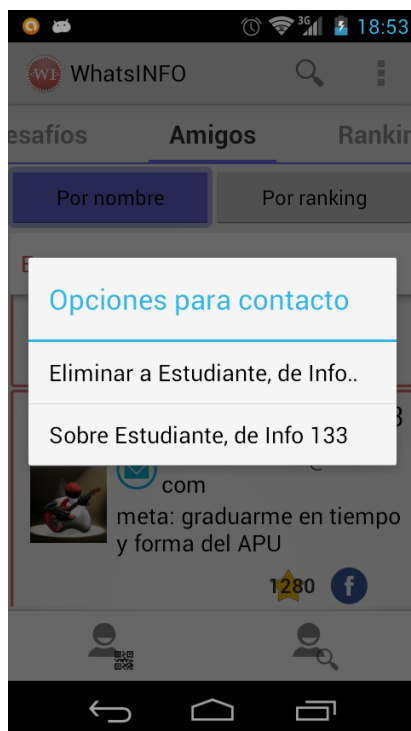 3G 18:53
WI WhatsINFO
esafíos Amigos Rankin
Por nombre Por ranking
E
Opciones para contacto
Eliminar a Estudiante, de Info..
Sobre Estudiante, de Info 133
com
meta: graduarme en tiempo
y forma del APU
1280 f